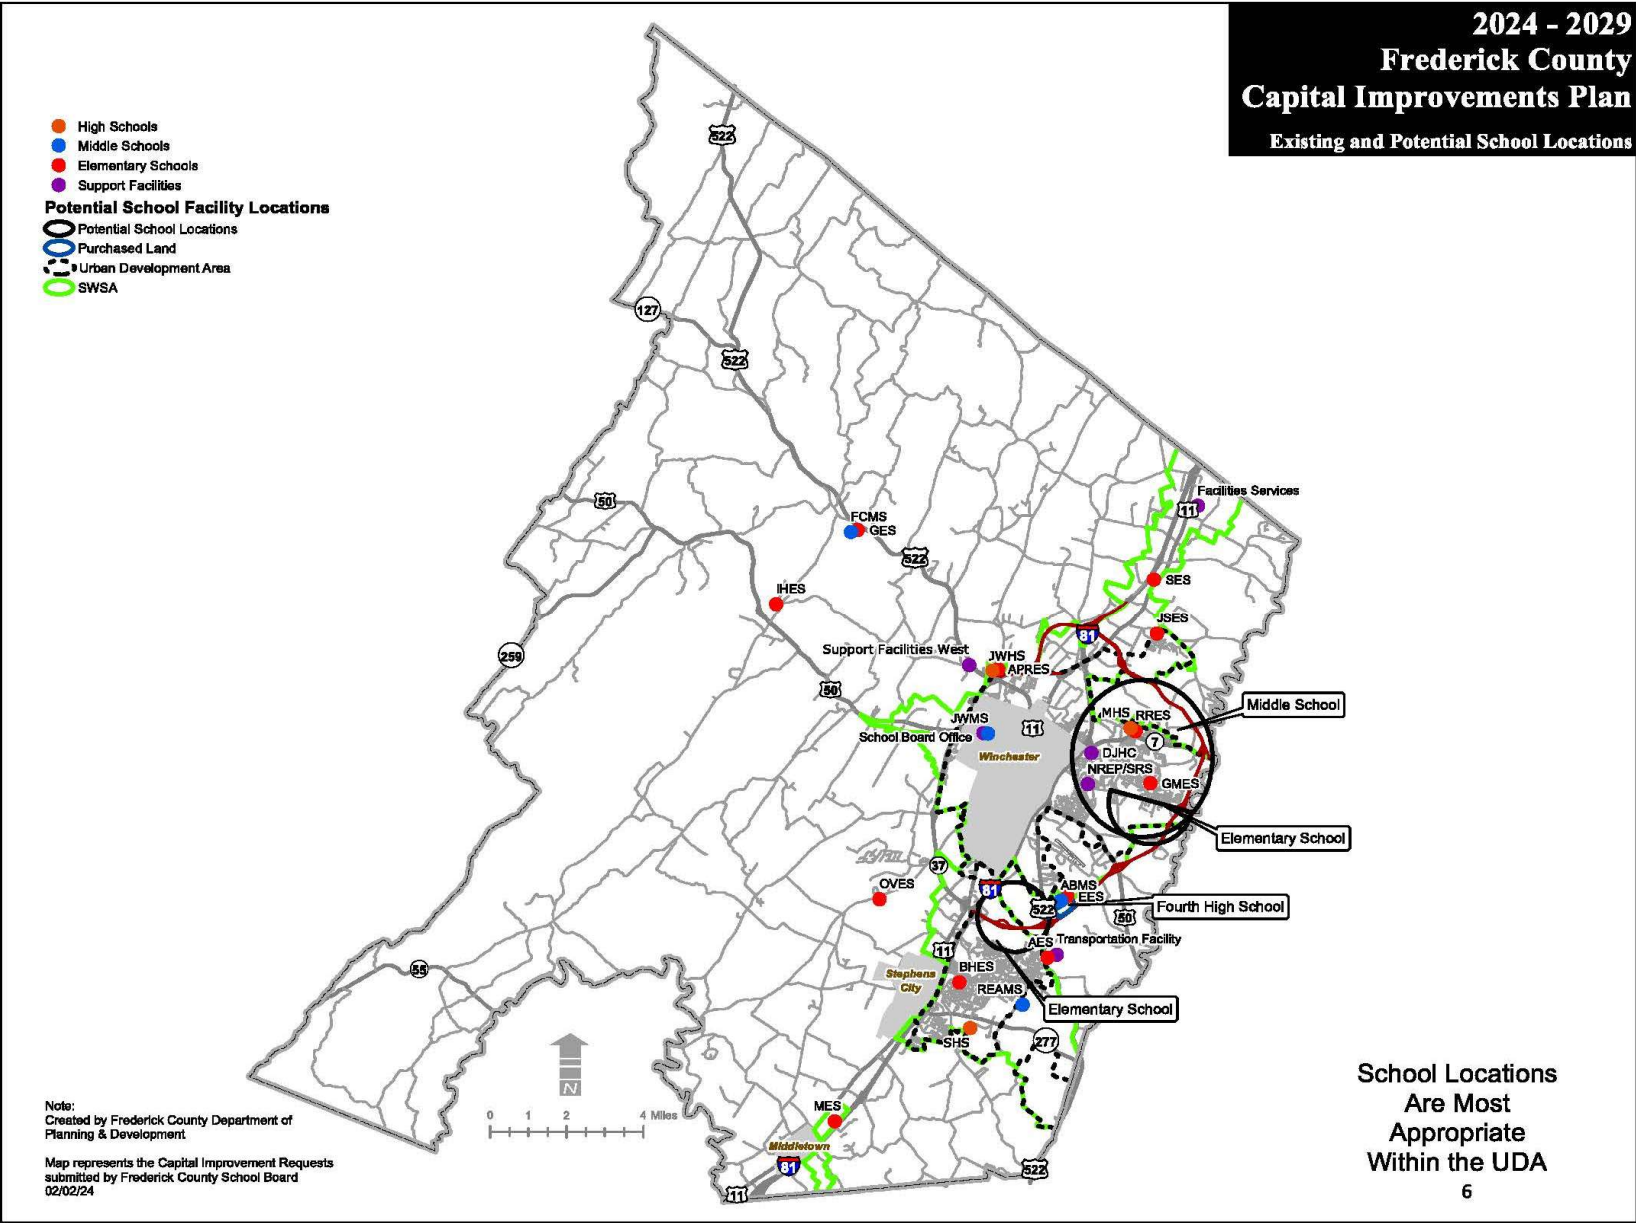 2024 - 2029
Frederick County
Capital Improvements Plan
Existing and Potential School Locations
High Schools
Middle Schools
Elementary Schools
Support Facilities
Potential School Facility Locations
Potential School Locations
Purchased Land
Urban Development Area
SWSA
522
127
522
50
Facilities Services
11
FCMS
GES
522
SES
IHES
JSES
81
259
Support Facilities West
JWHS
APRES
50
Middle School
MHS
RRES
JWMS
11
School Board Office
7
Winchester
DJHC
NREP/SRS
GMES
Elementary School
37
OVES
81
ABMS
EES
522
Fourth High School
50
AES
Transportation Facility
11
55
BHES
Stephens
City
REAMS
Elementary School
SHS
277
N
0 1 2 4 Miles
MES
Middletown
81
522
11
Note:
Created by Frederick County Department of
Planning & Development
Map represents the Capital Improvement Requests
submitted by Frederick County School Board
02/02/24
School Locations
Are Most
Appropriate
Within the UDA
6